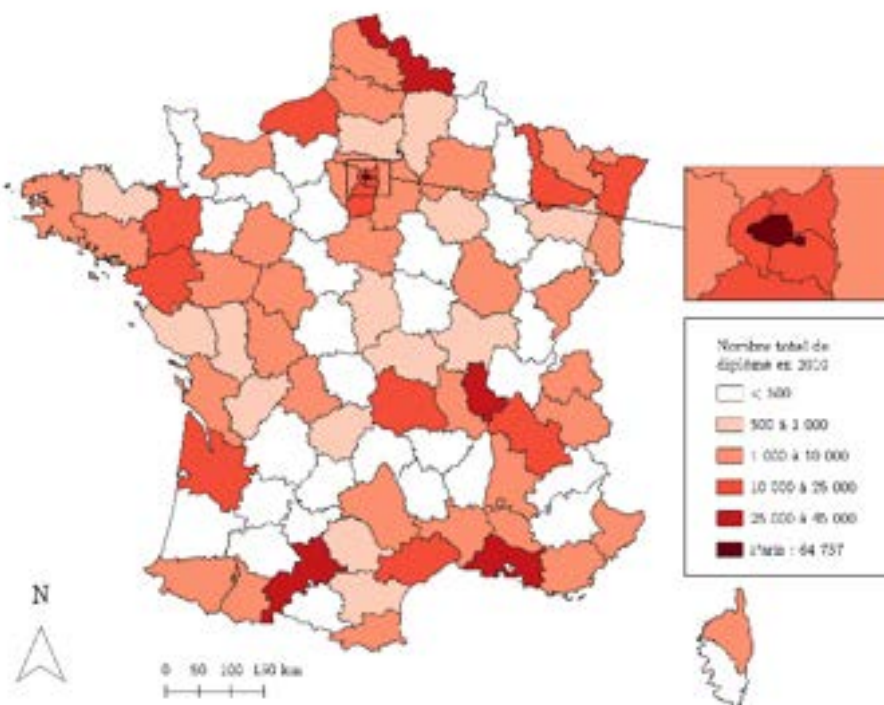 Nombre total de
diplômé en 2010
< 500
500 à 1 000
1 000 à 10 000
10 000 à 25 000
25 000 à 45 000
Paris : 64 757
N
0 50 100 150 km